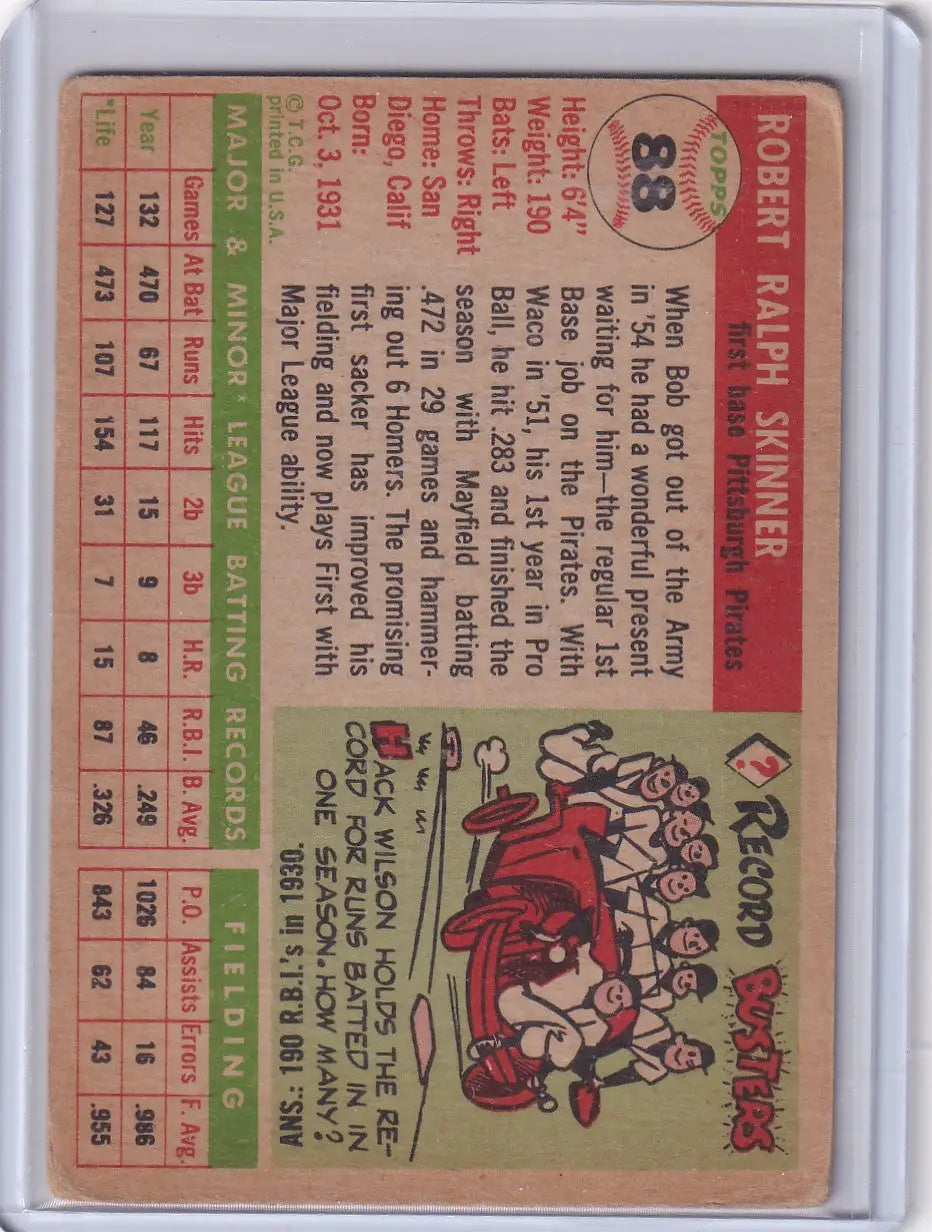 TOPPS
88
ROBERT RALPH SKINNER
first base Pittsburgh Pirates
Height: 6'4"
Weight: 190
Bats: Left
Throws: Right
Home: San
Diego, Calif
Born:
Oct. 3, 1931
© T.C.G.
printed in U.S.A.
When Bob got out of the Army
in '54 he had a wonderful present
waiting for him—the regular 1st
Base job on the Pirates. With
Waco in '51, his 1st year in Pro
Ball, he hit .283 and finished the
season with Mayfield batting
.472 in 29 games and hammer-
ing out 6 Homers. The promising
first sacker has improved his
fielding and now plays First with
Major League ability.
? RECORD BUSTERS
HACK WILSON HOLDS THE RE-
CORD FOR RUNS BATTED IN IN
ONE SEASON·HOW MANY?
ANS.: 190 R.B.I.'s in 1930.
MAJOR & MINOR* LEAGUE BATTING RECORDS FIELDING
Games At Bat Runs Hits 2b 3b H.R. R.B.I. B. Avg. P.O. Assists Errors F. Avg.
Year 132 470 67 117 15 9 8 46 .249 1026 84 16 .986
*Life 127 473 107 154 31 7 15 87 .326 843 62 43 .955